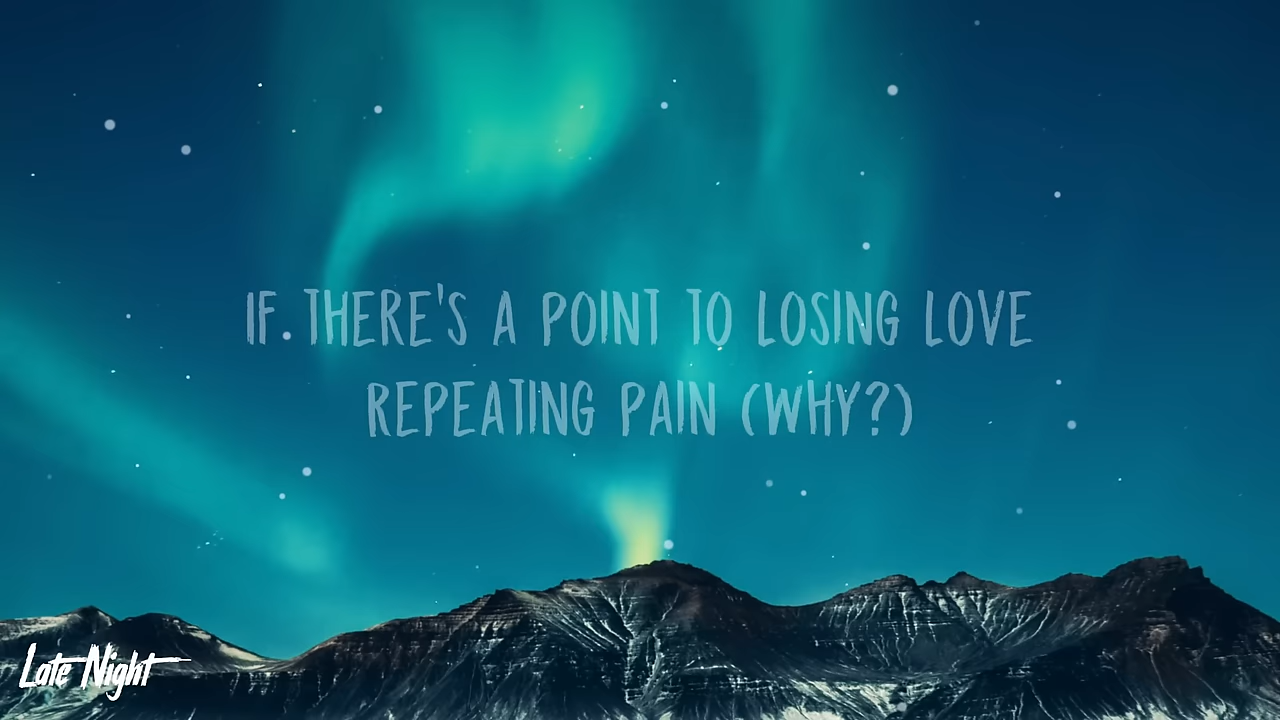 IF THERE'S A POINT TO LOSING LOVE
REPEATING PAIN (WHY?)
Late Night